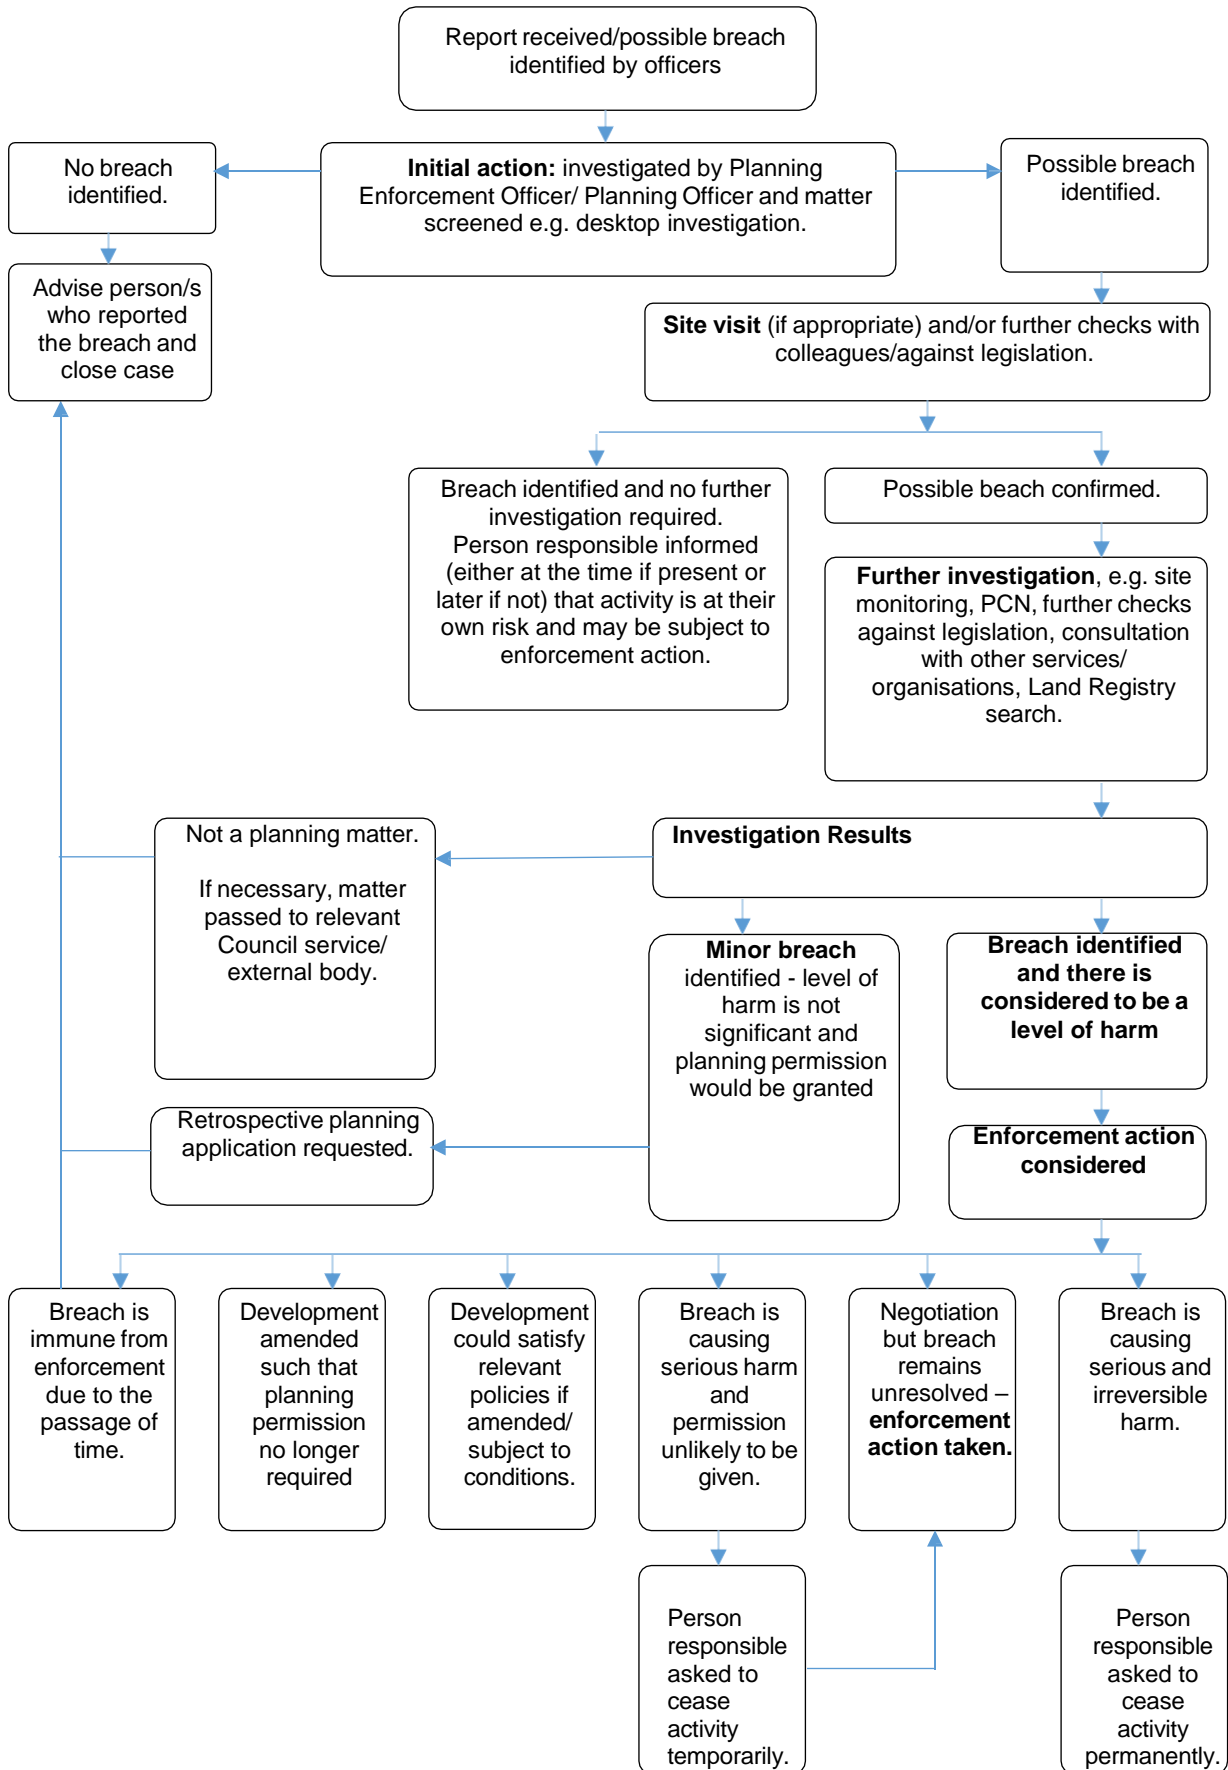 Report received/possible breach
identified by officers
No breach
identified.
Initial action: investigated by Planning
Enforcement Officer/ Planning Officer and matter
screened e.g. desktop investigation.
Possible breach
identified.
Advise person/s
who reported
the breach and
close case
Site visit (if appropriate) and/or further checks with
colleagues/against legislation.
Breach identified and no further
investigation required.
Person responsible informed
(either at the time if present or
later if not) that activity is at their
own risk and may be subject to
enforcement action.
Possible beach confirmed.
Further investigation, e.g. site
monitoring, PCN, further checks
against legislation, consultation
with other services/
organisations, Land Registry
search.
Investigation Results
Not a planning matter.
If necessary, matter
passed to relevant
Council service/
external body.
Minor breach
identified - level of
harm is not
significant and
planning permission
would be granted
Breach identified
and there is
considered to be a
level of harm
Retrospective planning
application requested.
Enforcement action
considered
Breach is
immune from
enforcement
due to the
passage of
time.
Development
amended
such that
planning
permission
no longer
required
Development
could satisfy
relevant
policies if
amended/
subject to
conditions.
Breach is
causing
serious harm
and
permission
unlikely to be
given.
Negotiation
but breach
remains
unresolved –
enforcement
action taken.
Breach is
causing
serious and
irreversible
harm.
Person
responsible
asked to
cease
activity
temporarily.
Person
responsible
asked to
cease
activity
permanently.